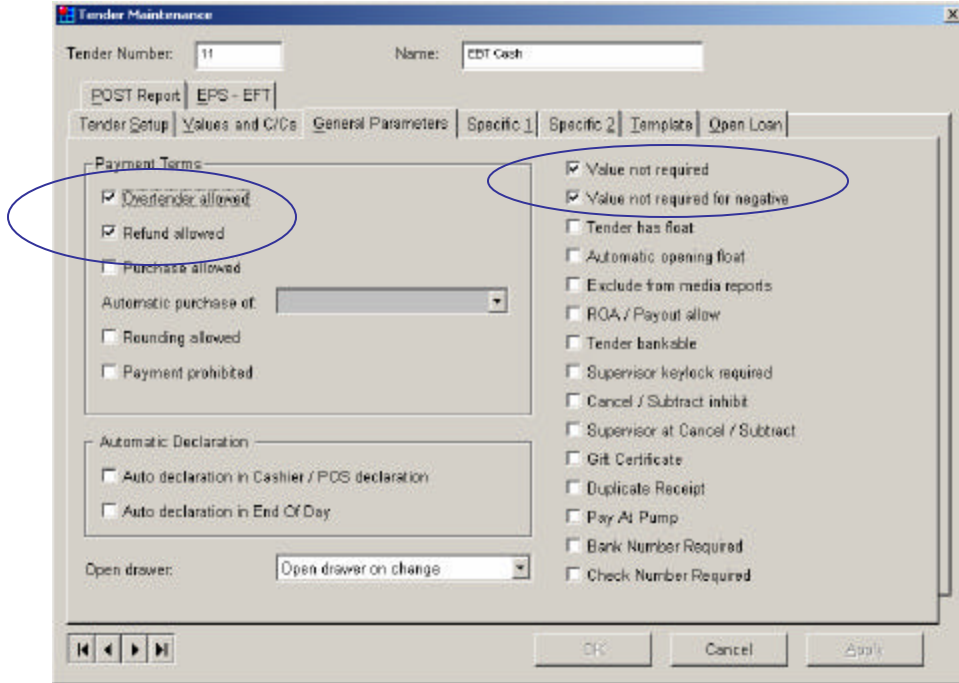 Tender Maintenance
Tender Number: 11 Name: EBT Cash
POST Report EPS - EFT
Tender Setup Values and C/Cs General Parameters Specific 1 Specific 2 Template Open Loan
Payment Terms
Overtender allowed
Refund allowed
Purchase allowed
Automatic purchase of:
Rounding allowed
Payment prohibited
Automatic Declaration
Auto declaration in Cashier / POS declaration
Auto declaration in End Of Day
Open drawer: Open drawer on change
Value not required
Value not required for negative
Tender has float
Automatic opening float
Exclude from media reports
ROA / Payout allow
Tender bankable
Supervisor keylock required
Cancel / Subtract inhibit
Supervisor at Cancel / Subtract
Gift Certificate
Duplicate Receipt
Pay At Pump
Bank Number Required
Check Number Required
OK Cancel Apply